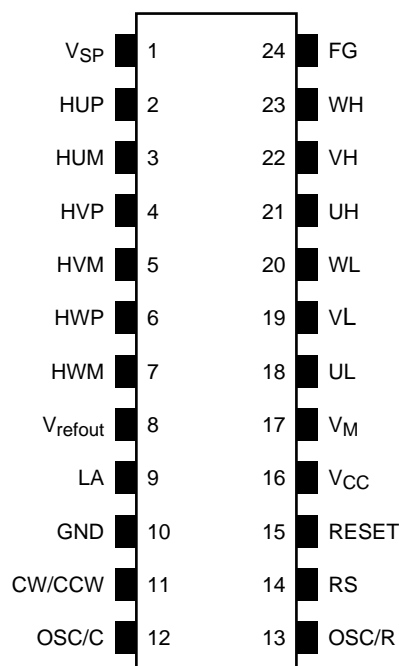 VSP 1 24 FG
HUP 2 23 WH
HUM 3 22 VH
HVP 4 21 UH
HVM 5 20 WL
HWP 6 19 VL
HWM 7 18 UL
Vrefout 8 17 VM
LA 9 16 VCC
GND 10 15 RESET
CW/CCW 11 14 RS
OSC/C 12 13 OSC/R